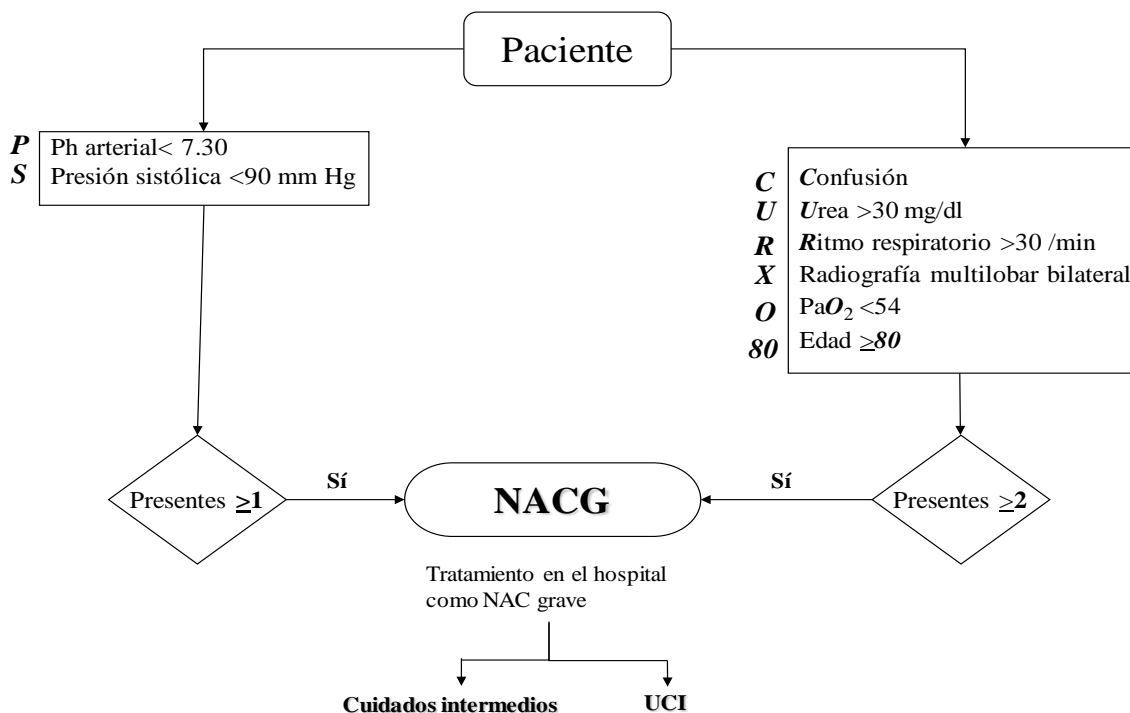 Paciente
P
S
Ph arterial< 7.30
Presión sistólica <90 mm Hg
C
U
R
X
O
80
Confusión
Urea >30 mg/dl
Ritmo respiratorio >30 /min
Radiografía multilobar bilateral
PaO₂ <54
Edad ≥80
Presentes ≥1
Sí
NACG
Sí
Presentes ≥2
Tratamiento en el hospital
como NAC grave
Cuidados intermedios
UCI